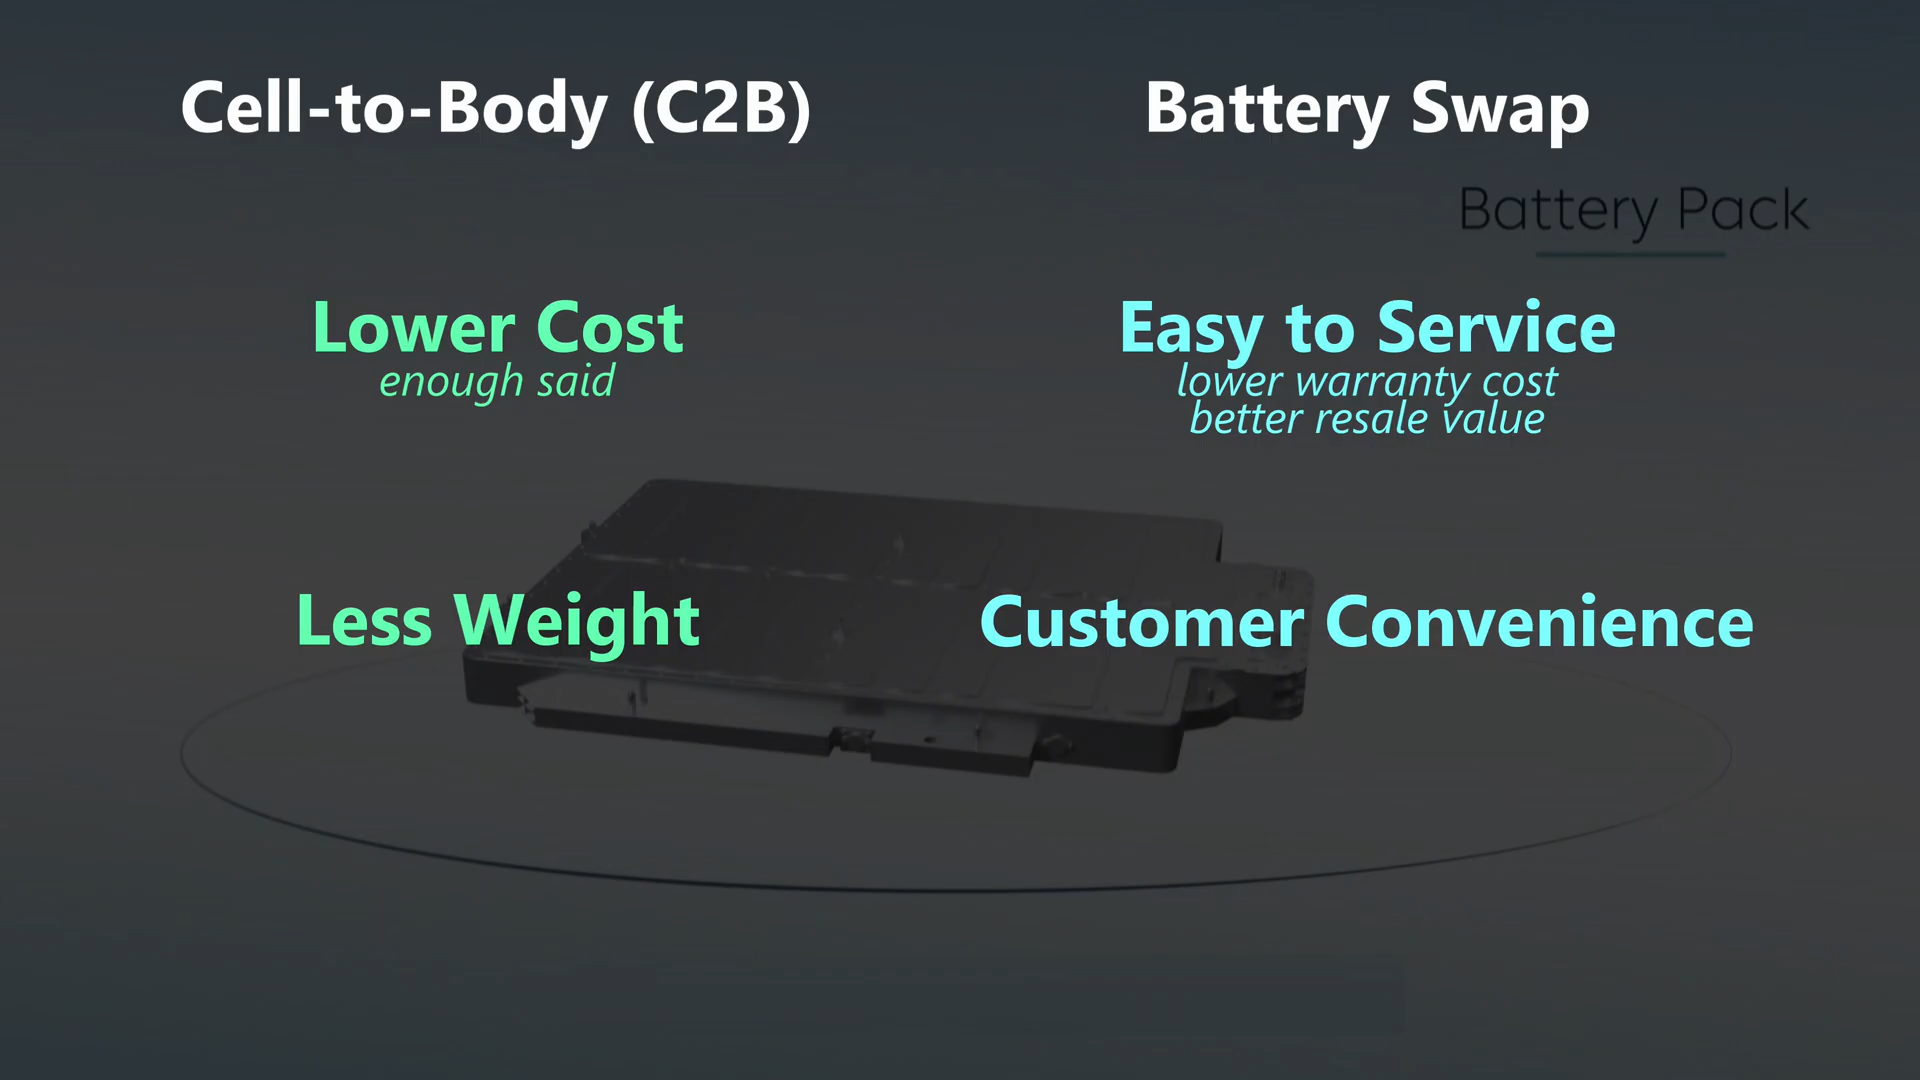 Cell-to-Body (C2B)
Lower Cost
enough said
Less Weight
Battery Swap
Battery Pack
Easy to Service
lower warranty cost
better resale value
Customer Convenience